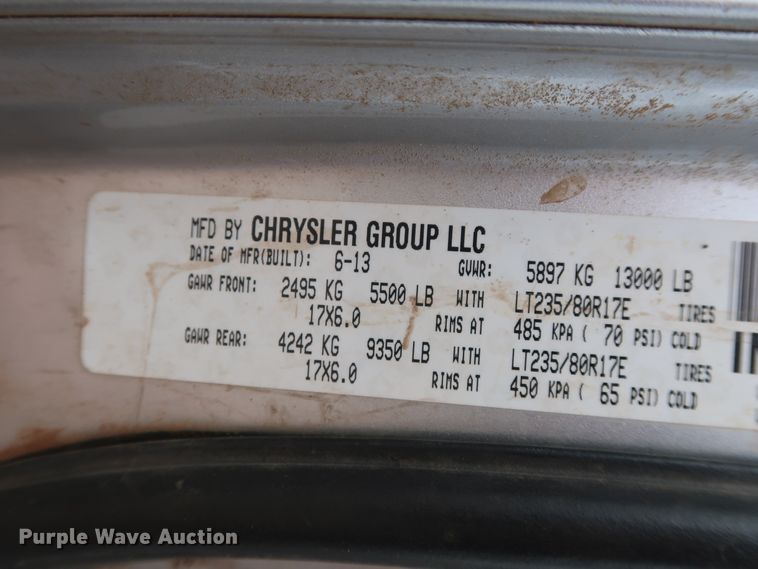 MFD BY CHRYSLER GROUP LLC
DATE OF MFR(BUILT): 6-13 GVWR: 5897 KG 13000 LB
GAWR FRONT: 2495 KG 5500 LB WITH LT235/80R17E TIRES
17X6.0 RIMS AT 485 KPA ( 70 PSI) COLD
GAWR REAR: 4242 KG 9350 LB WITH LT235/80R17E TIRES
17X6.0 RIMS AT 450 KPA ( 65 PSI) COLD
Purple Wave Auction